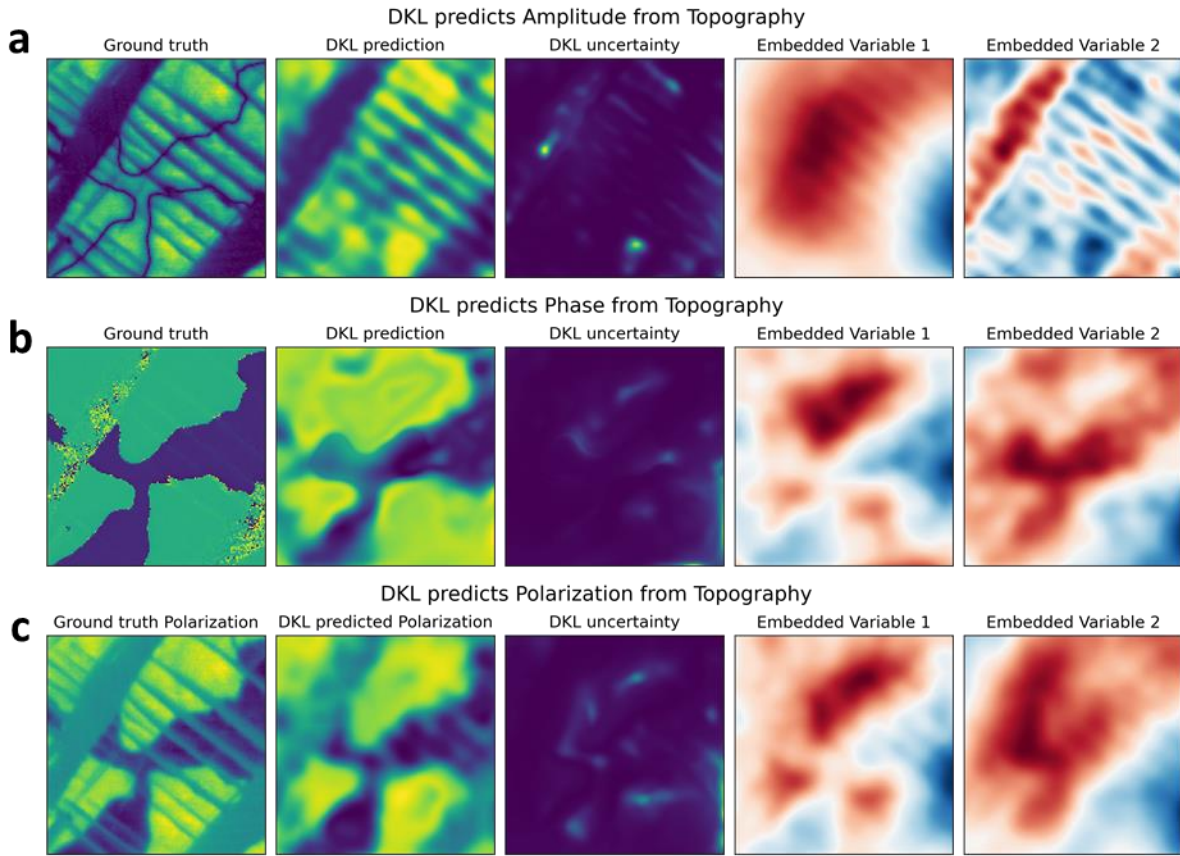 DKL predicts Amplitude from Topography
a
Ground truth
DKL prediction
DKL uncertainty
Embedded Variable 1
Embedded Variable 2
DKL predicts Phase from Topography
b
Ground truth
DKL prediction
DKL uncertainty
Embedded Variable 1
Embedded Variable 2
DKL predicts Polarization from Topography
c
Ground truth Polarization
DKL predicted Polarization
DKL uncertainty
Embedded Variable 1
Embedded Variable 2